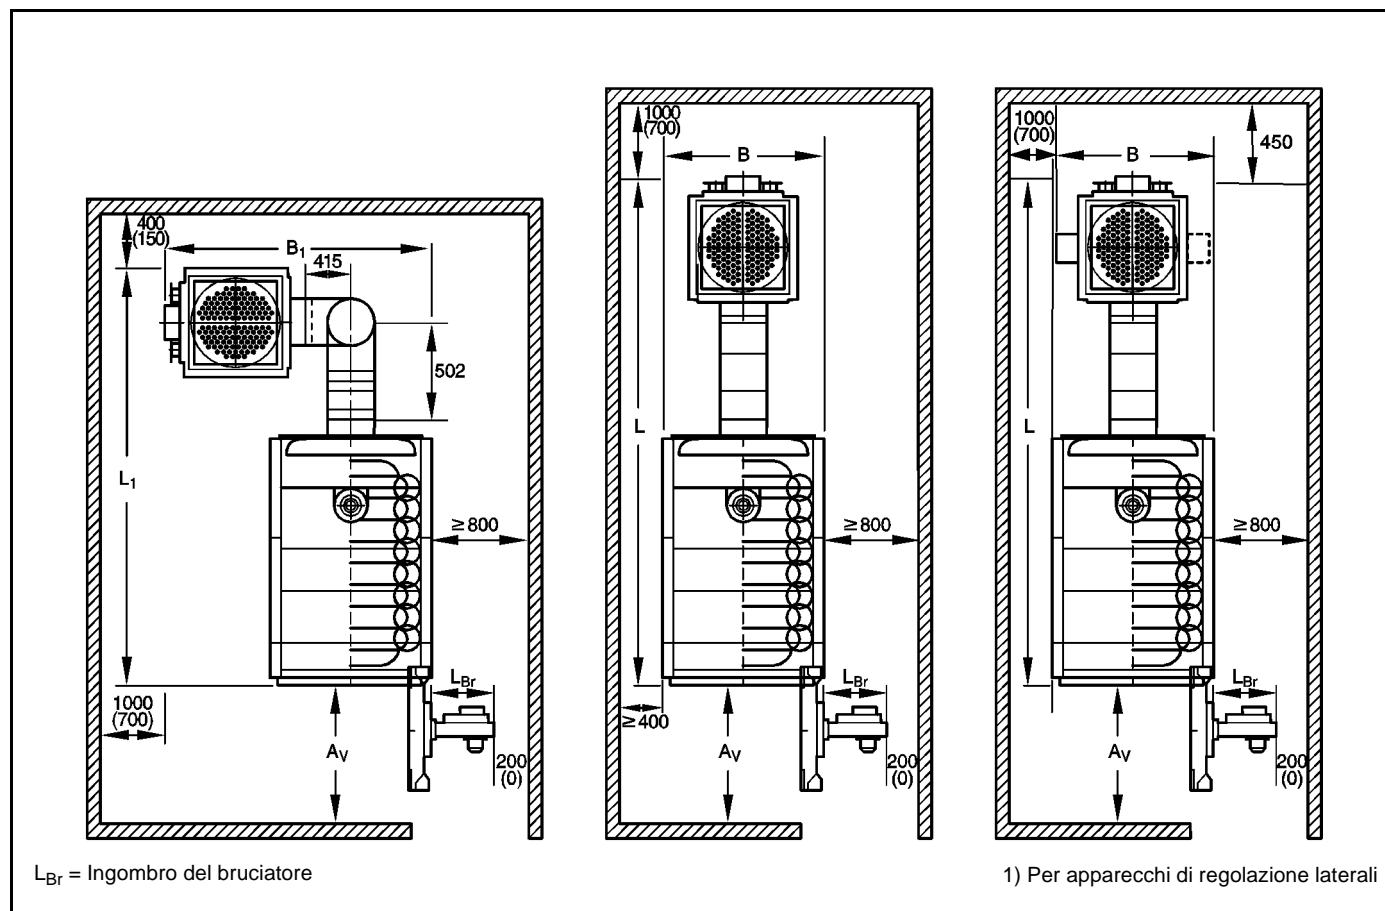 400
(150)
B1
415
502
L1
≥ 800
1000
(700)
LBr
AV
200
(0)
1000
(700)
B
L
≥ 800
≥ 400
LBr
AV
200
(0)
1000
(700)
B
450
L
≥ 800
LBr
AV
200
(0)
LBr = Ingombro del bruciatore
1) Per apparecchi di regolazione laterali